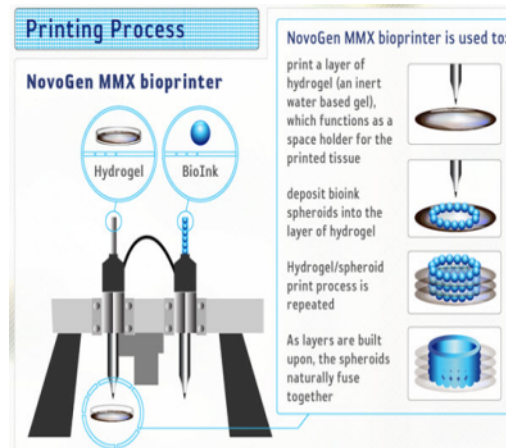 Printing Process
NovoGen MMX bioprinter
Hydrogel
BioInk
NovoGen MMX bioprinter is used to:
print a layer of
hydrogel (an inert
water based gel),
which functions as a
space holder for the
printed tissue
deposit bioink
spheroids into the
layer of hydrogel
Hydrogel/spheroid
print process is
repeated
As layers are built
upon, the spheroids
naturally fuse
together